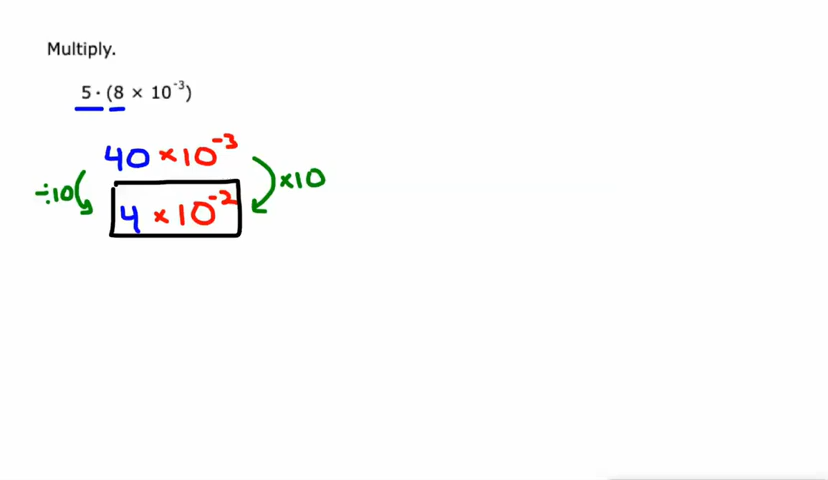 Multiply.
5 · (8 × 10⁻³)
40 × 10⁻³
÷10 ×10
4 × 10⁻²